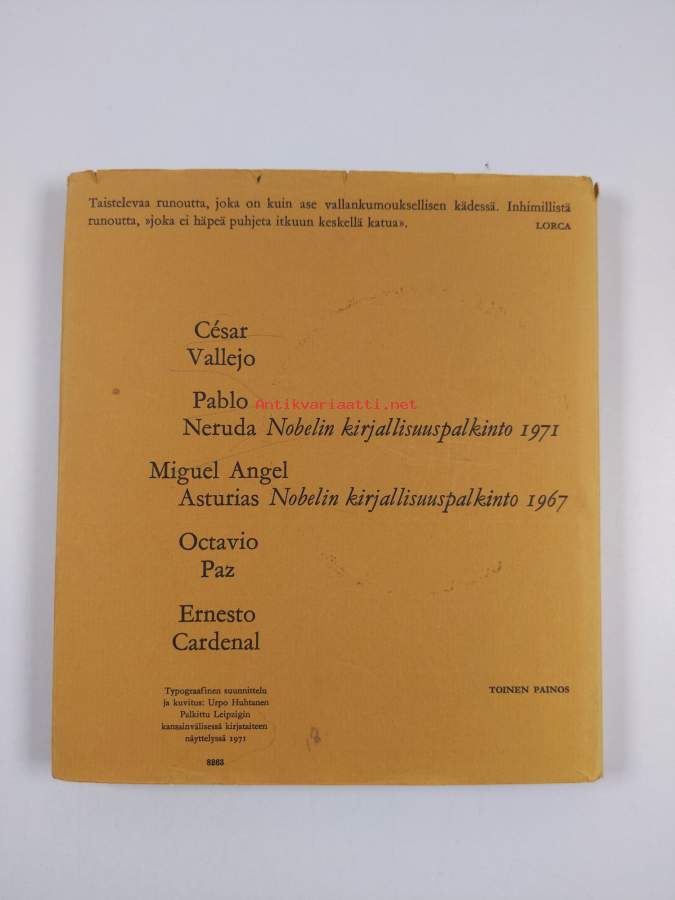 Taistelevaa runoutta, joka on kuin ase vallankumouksellisen kädessä. Inhimillistä
runoutta, »joka ei häpeä puhjeta itkuun keskellä katua».
LORCA
César
Vallejo
Pablo
Neruda Nobelin kirjallisuuspalkinto 1971
Antikvariaatti.net
Miguel Angel
Asturias Nobelin kirjallisuuspalkinto 1967
Octavio
Paz
Ernesto
Cardenal
Typograafinen suunnittelu
ja kuvitus: Urpo Huhtanen
Palkittu Leipzigin
kansainvälisessä kirjataiteen
näyttelyssä 1971
8263
TOINEN PAINOS